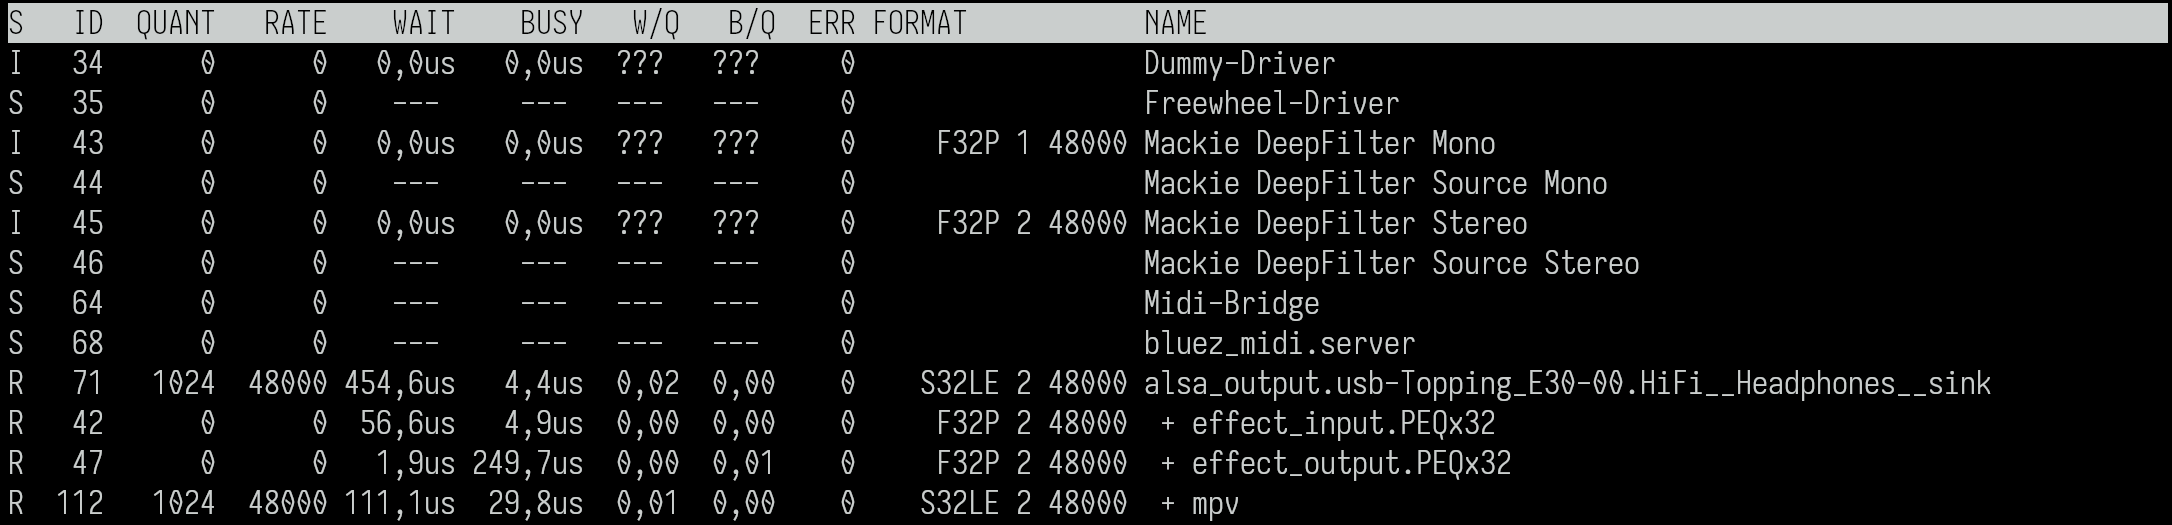 S   ID  QUANT   RATE    WAIT    BUSY   W/Q   B/Q  ERR FORMAT           NAME
I   34      0      0   0,0us   0,0us  ???   ???     0                  Dummy-Driver
S   35      0      0    ---     ---   ---   ---     0                  Freewheel-Driver
I   43      0      0   0,0us   0,0us  ???   ???     0     F32P 1 48000 Mackie DeepFilter Mono
S   44      0      0    ---     ---   ---   ---     0                  Mackie DeepFilter Source Mono
I   45      0      0   0,0us   0,0us  ???   ???     0     F32P 2 48000 Mackie DeepFilter Stereo
S   46      0      0    ---     ---   ---   ---     0                  Mackie DeepFilter Source Stereo
S   64      0      0    ---     ---   ---   ---     0                  Midi-Bridge
S   68      0      0    ---     ---   ---   ---     0                  bluez_midi.server
R   71   1024  48000 454,6us   4,4us  0,02  0,00    0    S32LE 2 48000 alsa_output.usb-Topping_E30-00.HiFi__Headphones__sink
R   42      0      0  56,6us   4,9us  0,00  0,00    0     F32P 2 48000  + effect_input.PEQx32
R   47      0      0   1,9us 249,7us  0,00  0,01    0     F32P 2 48000  + effect_output.PEQx32
R  112   1024  48000 111,1us  29,8us  0,01  0,00    0    S32LE 2 48000  + mpv